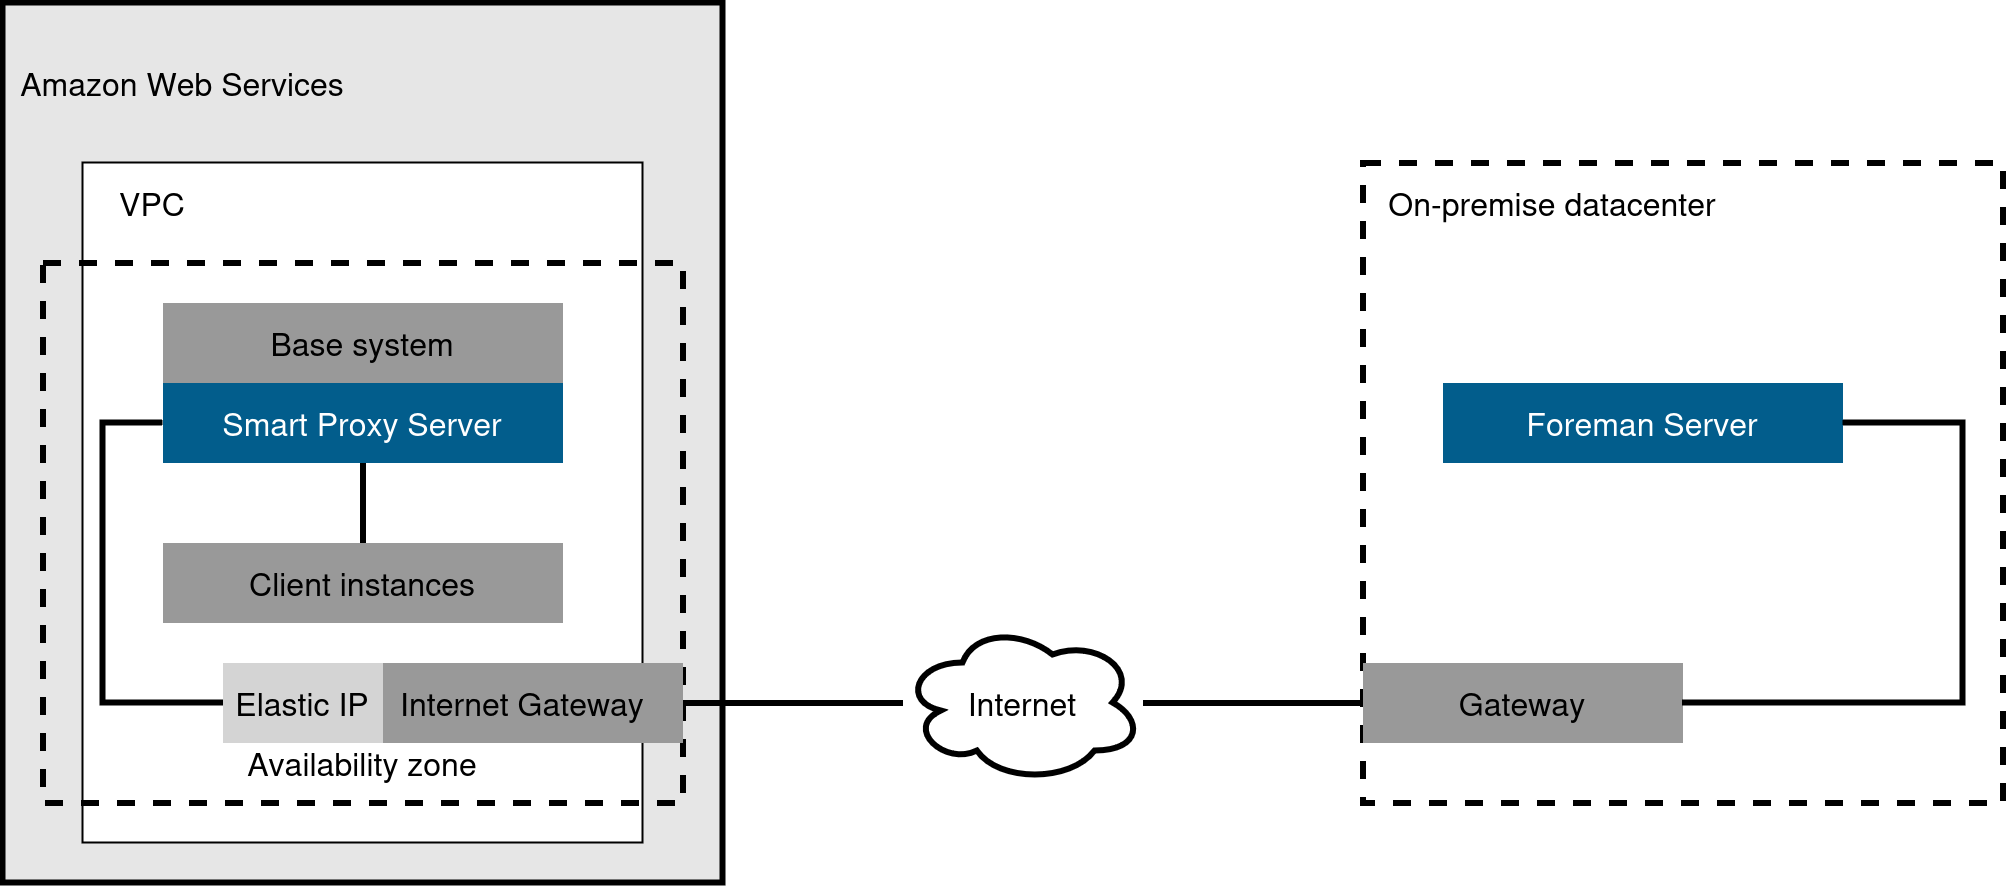 Amazon Web Services
VPC
Base system
Smart Proxy Server
Client instances
Elastic IP
Internet Gateway
Availability zone
Internet
On-premise datacenter
Foreman Server
Gateway